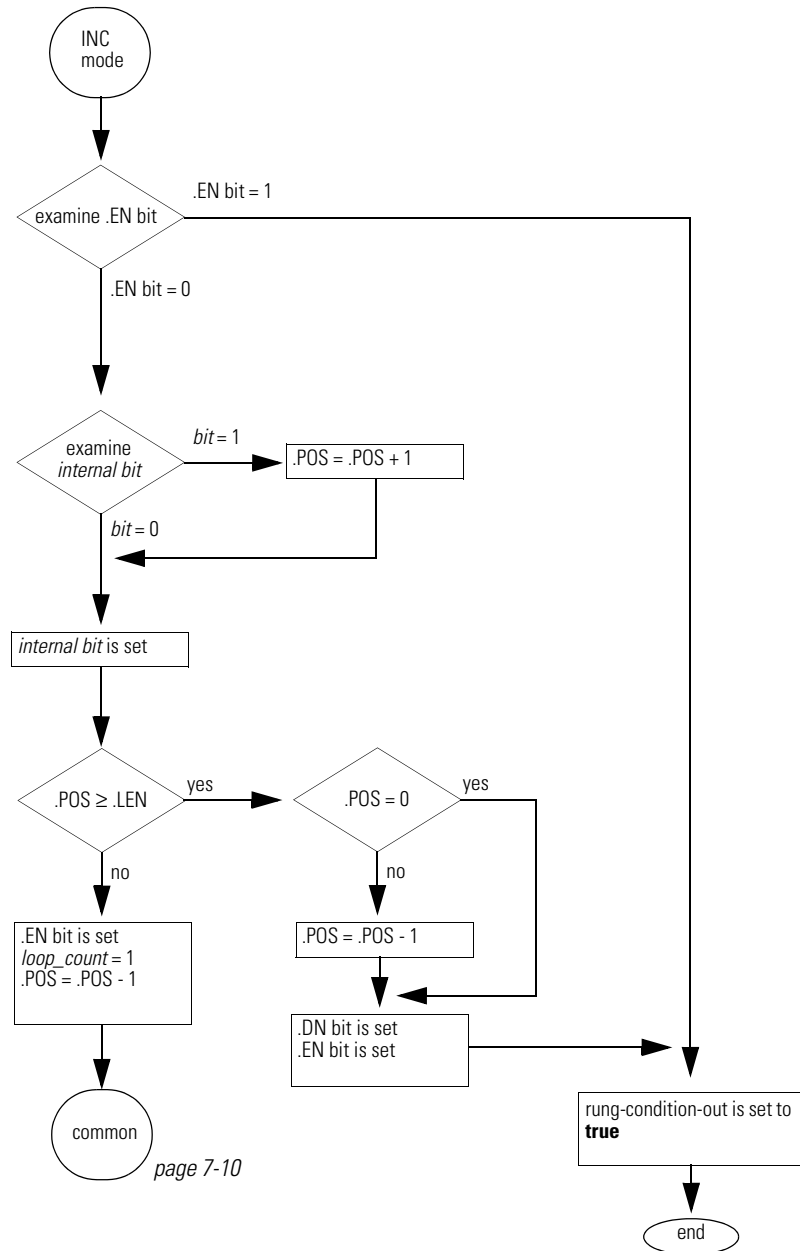 INC
mode
.EN bit = 1
examine .EN bit
.EN bit = 0
examine
internal bit
bit = 1
.POS = .POS + 1
bit = 0
internal bit is set
.POS ≥ .LEN
yes
.POS = 0
yes
no
no
.EN bit is set
loop_count = 1
.POS = .POS - 1
.POS = .POS - 1
.DN bit is set
.EN bit is set
common
page 7-10
rung-condition-out is set to
true
end